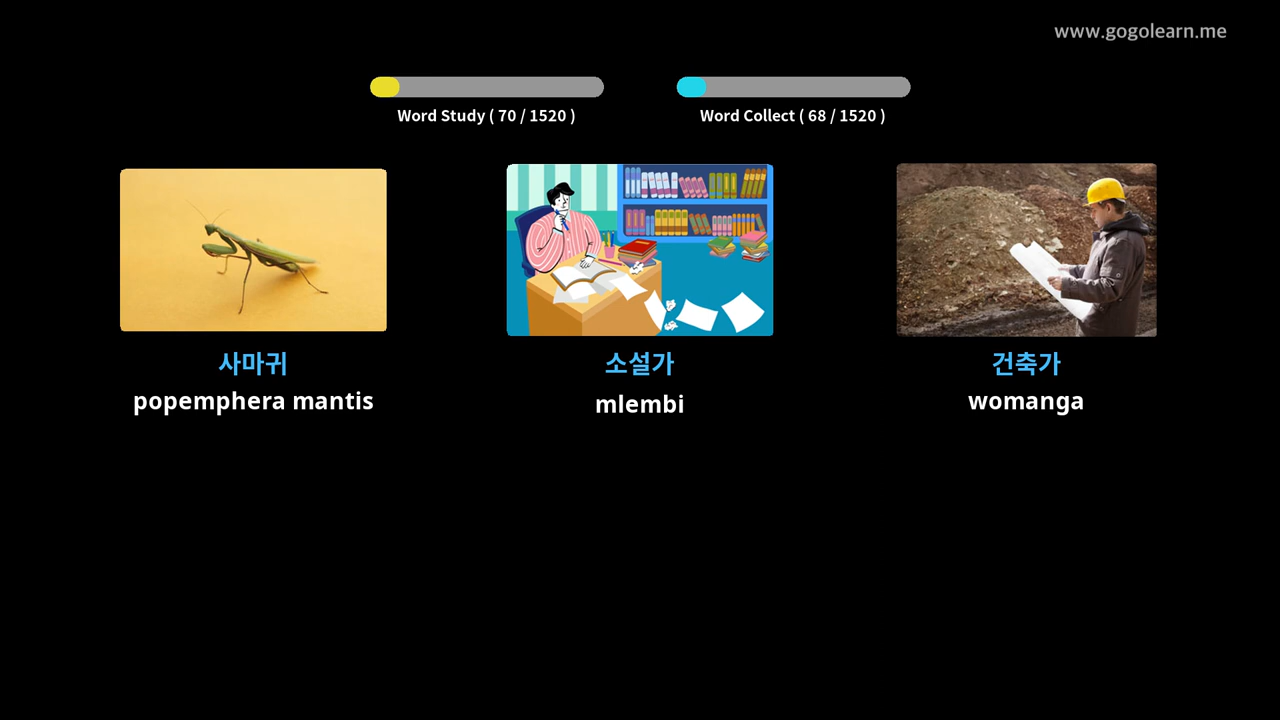 www.gogolearn.me
Word Study ( 70 / 1520 )
Word Collect ( 68 / 1520 )
사마귀
소설가
건축가
popemphera mantis
mlembi
womanga